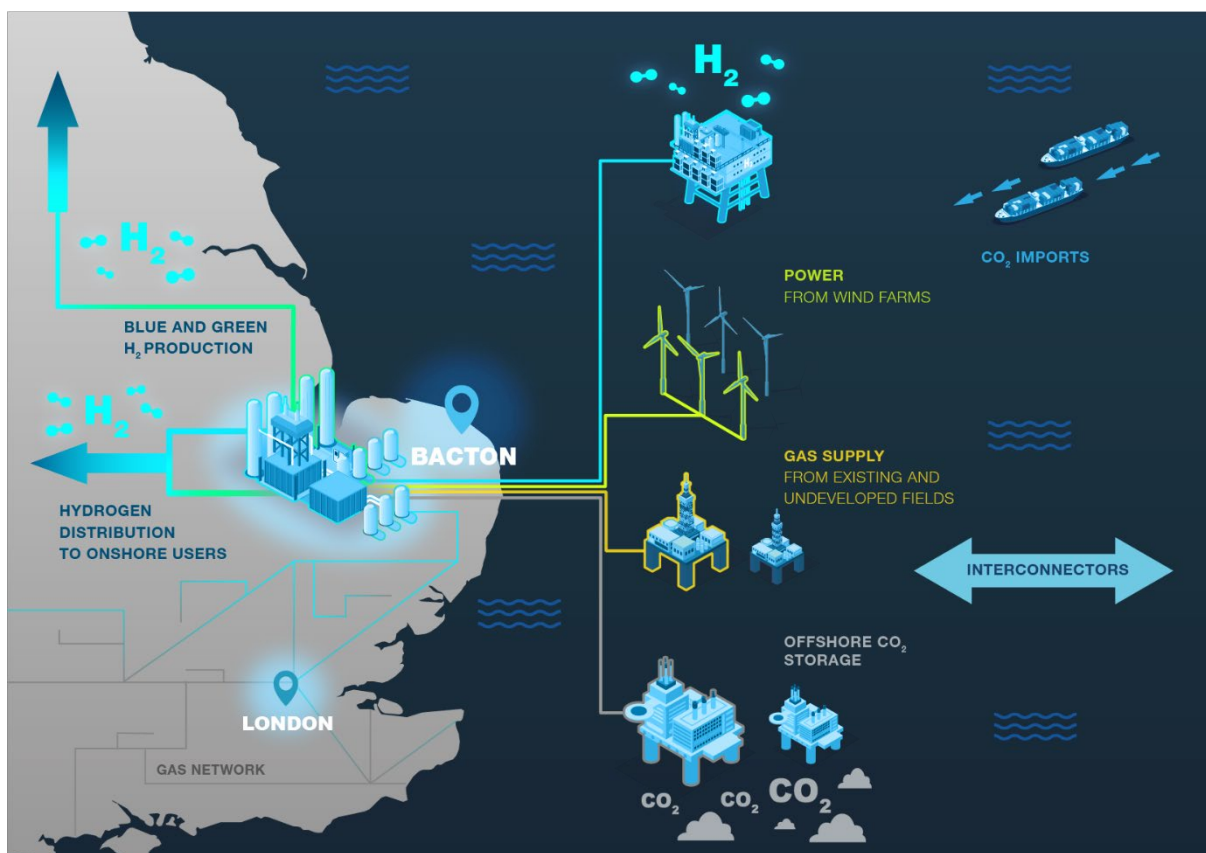 H₂
H₂
BLUE AND GREEN
H₂ PRODUCTION
H₂
HYDROGEN
DISTRIBUTION
TO ONSHORE USERS
BACTON
LONDON
GAS NETWORK
H₂
CO₂ IMPORTS
POWER
FROM WIND FARMS
GAS SUPPLY
FROM EXISTING AND
UNDEVELOPED FIELDS
INTERCONNECTORS
OFFSHORE CO₂
STORAGE
CO₂
CO₂
CO₂